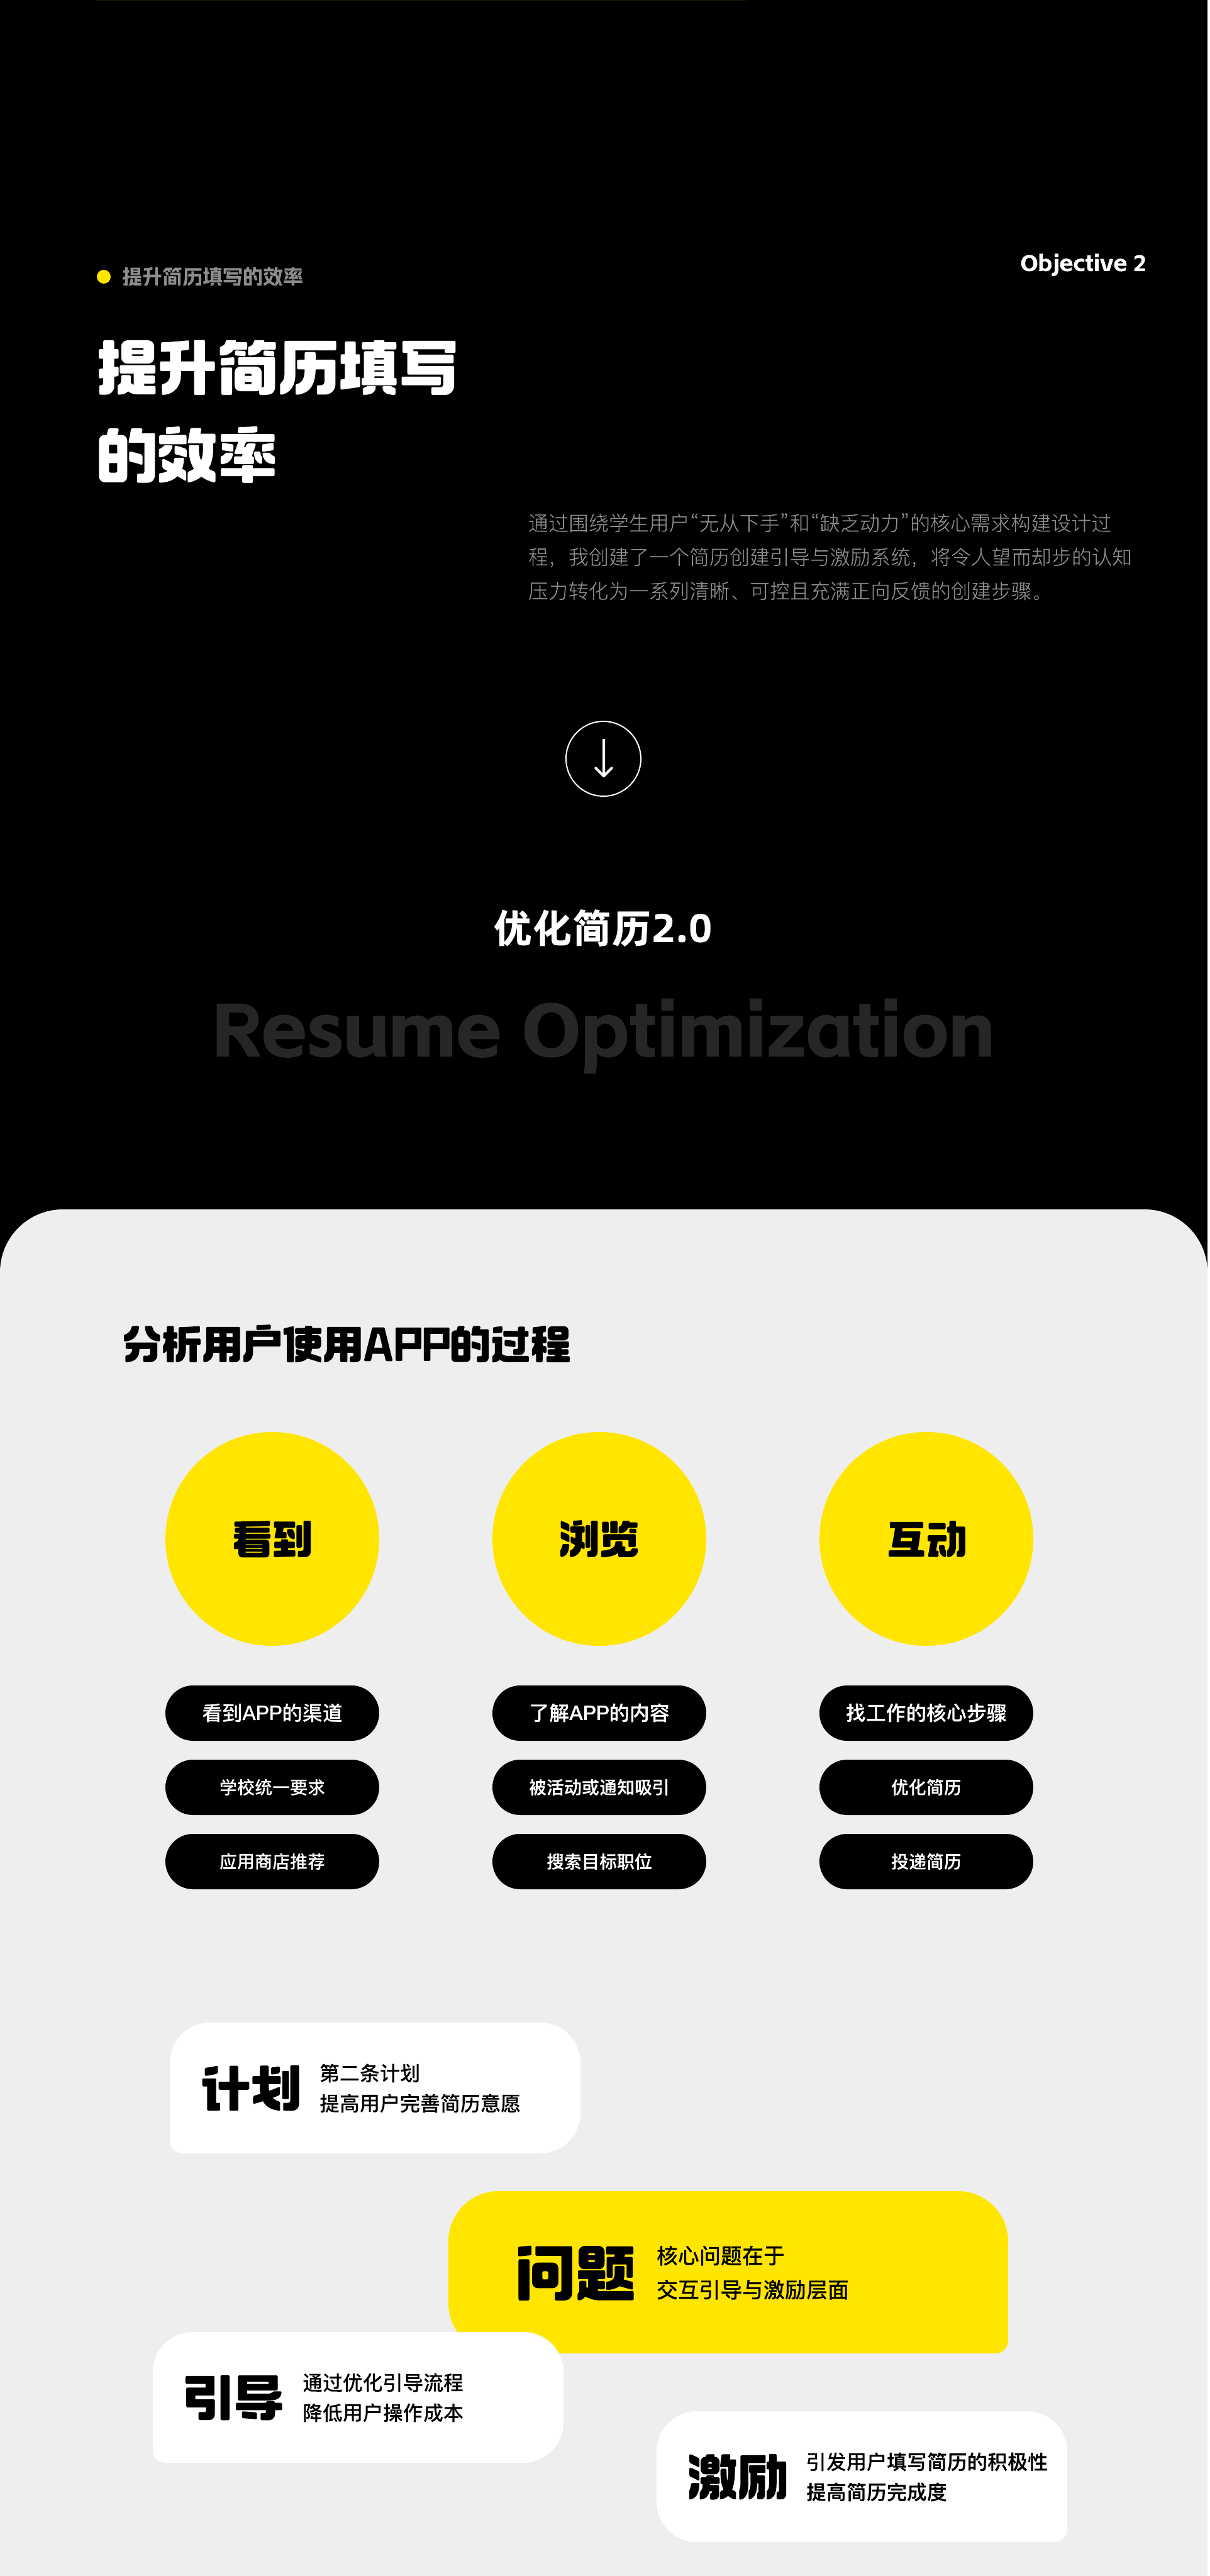 提升简历填写的效率
Objective 2
提升简历填写
的效率
通过围绕学生用户“无从下手”和“缺乏动力”的核心需求构建设计过
程，我创建了一个简历创建引导与激励系统，将令人望而却步的认知
压力转化为一系列清晰、可控且充满正向反馈的创建步骤。
优化简历2.0
Resume Optimization
分析用户使用APP的过程
看到
浏览
互动
看到APP的渠道
了解APP的内容
找工作的核心步骤
学校统一要求
被活动或通知吸引
优化简历
应用商店推荐
搜索目标职位
投递简历
计划
第二条计划
提高用户完善简历意愿
问题
核心问题在于
交互引导与激励层面
引导
通过优化引导流程
降低用户操作成本
激励
引发用户填写简历的积极性
提高简历完成度